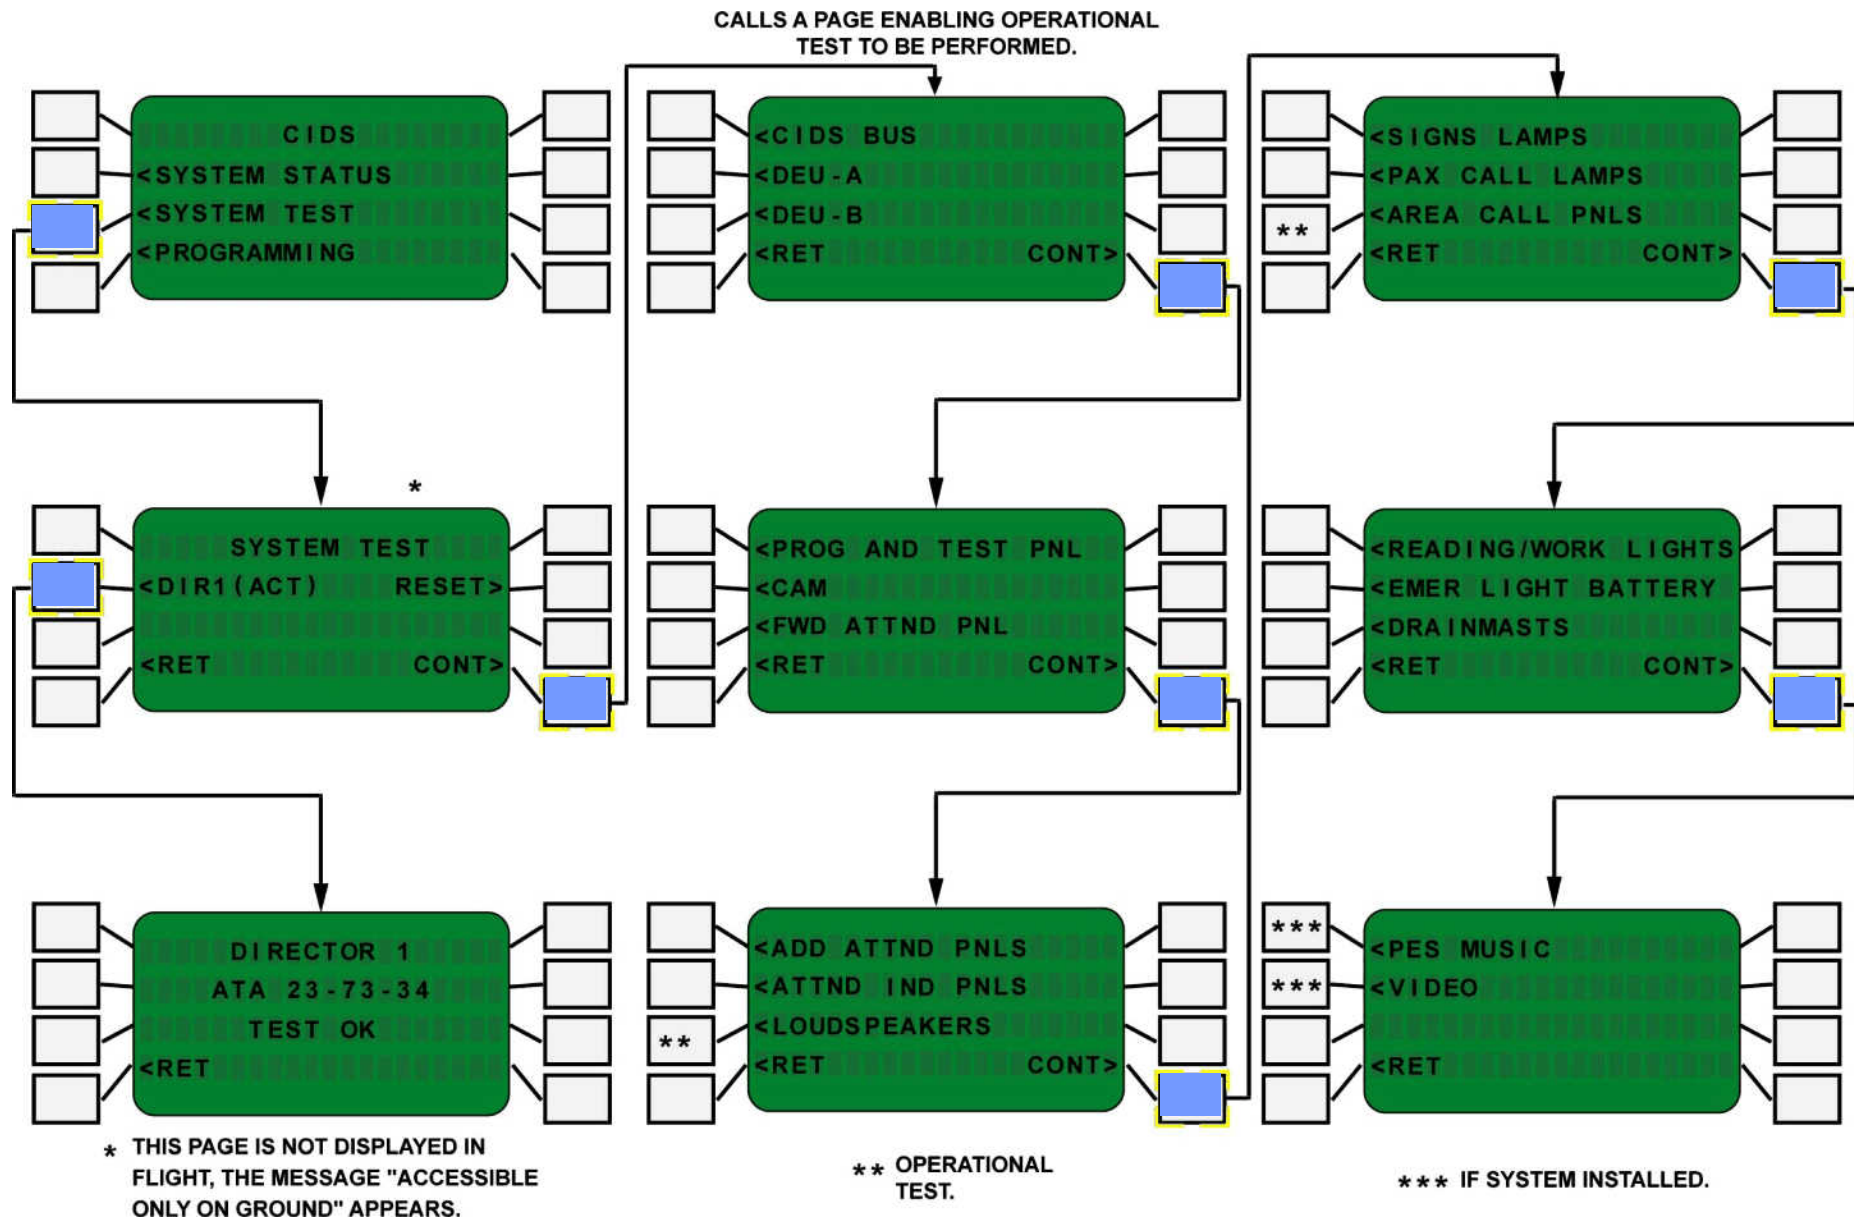 CALLS A PAGE ENABLING OPERATIONAL
TEST TO BE PERFORMED.
CIDS
<SYSTEM STATUS
<SYSTEM TEST
<PROGRAMMING
*
SYSTEM TEST
<DIR1(ACT) RESET>
<RET CONT>
DIRECTOR 1
ATA 23-73-34
TEST OK
<RET
* THIS PAGE IS NOT DISPLAYED IN
FLIGHT, THE MESSAGE "ACCESSIBLE
ONLY ON GROUND" APPEARS.
<CIDS BUS
<DEU-A
<DEU-B
<RET CONT>
<PROG AND TEST PNL
<CAM
<FWD ATTND PNL
<RET CONT>
<ADD ATTND PNLS
<ATTND IND PNLS
** <LOUDSPEAKERS
<RET CONT>
** OPERATIONAL
TEST.
<SIGNS LAMPS
<PAX CALL LAMPS
** <AREA CALL PNLS
<RET CONT>
<READING/WORK LIGHTS
<EMER LIGHT BATTERY
<DRAINMASTS
<RET CONT>
*** <PES MUSIC
*** <VIDEO
<RET
*** IF SYSTEM INSTALLED.